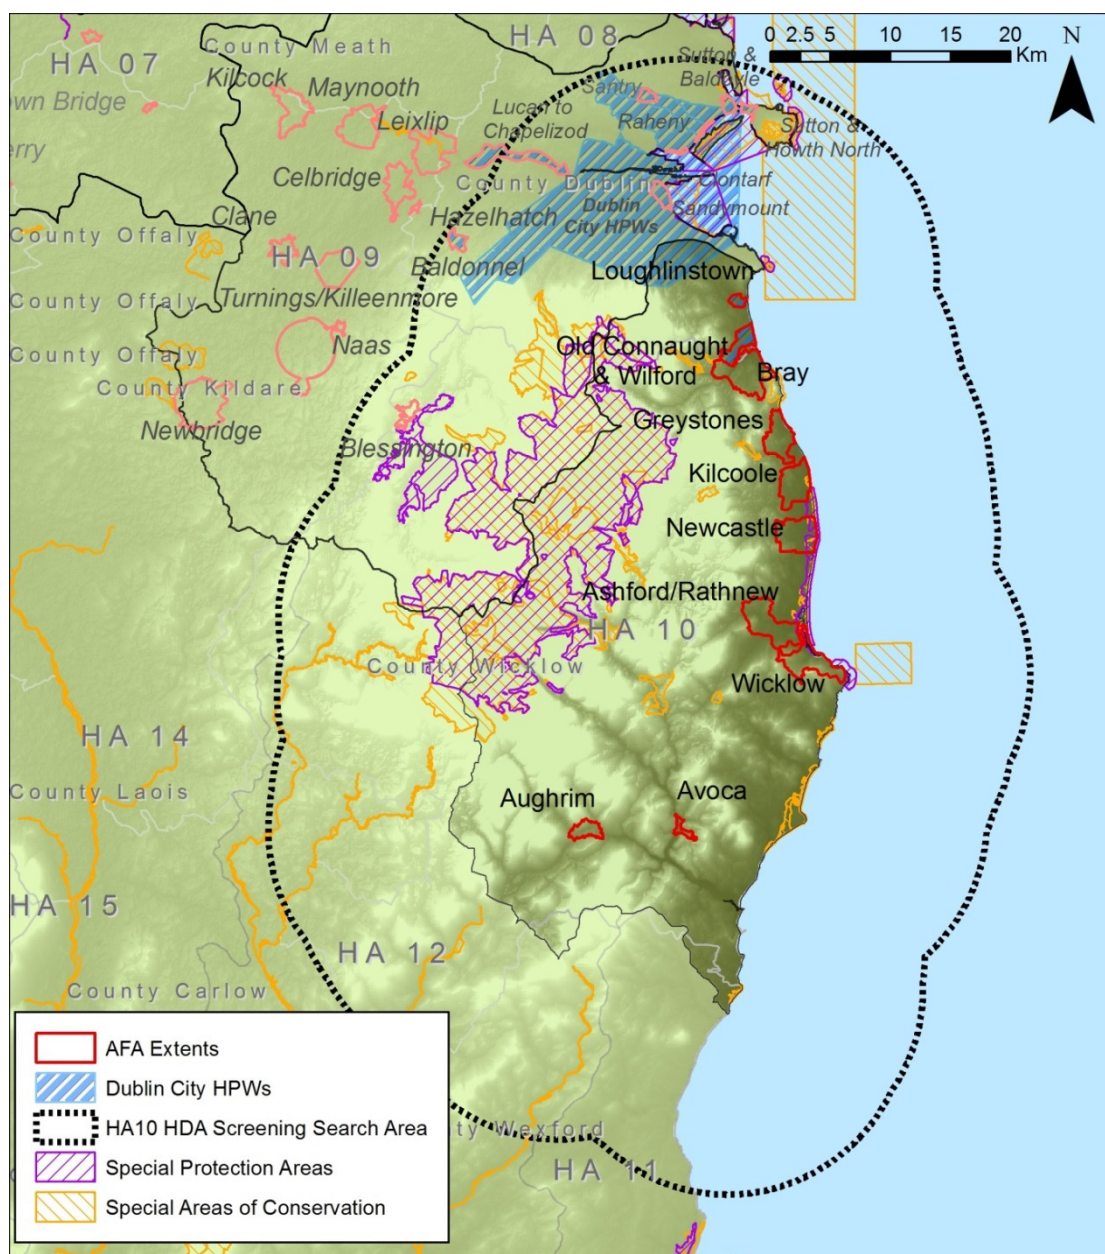 HA 08
County Meath
HA 07
Kilcock
Maynooth
Leixlip
Lucan to
Chapelizod
Santry
Sutton &
Baldoyle
0 2.5 5 10 15 20
Km
N
own Bridge
erry
Raheny
Sutton &
Howth North
Celbridge
County Dublin
Clontarf
Dublin
City HPWs
Sandymount
Clane
Hazelhatch
County Offaly
HA 09
Baldonnel
Loughlinstown
County Offaly
Turnings/Killeenmore
County Offaly
Naas
Old Connaught
& Wilford
Bray
County Kildare
Newbridge
Blessington
Greystones
Kilcoole
Newcastle
Ashford/Rathnew
HA 10
County Wicklow
Wicklow
HA 14
County Laois
Aughrim
Avoca
HA 15
HA 12
County Carlow
nty Wexford
HA 11
AFA Extents
Dublin City HPWs
HA10 HDA Screening Search Area
Special Protection Areas
Special Areas of Conservation